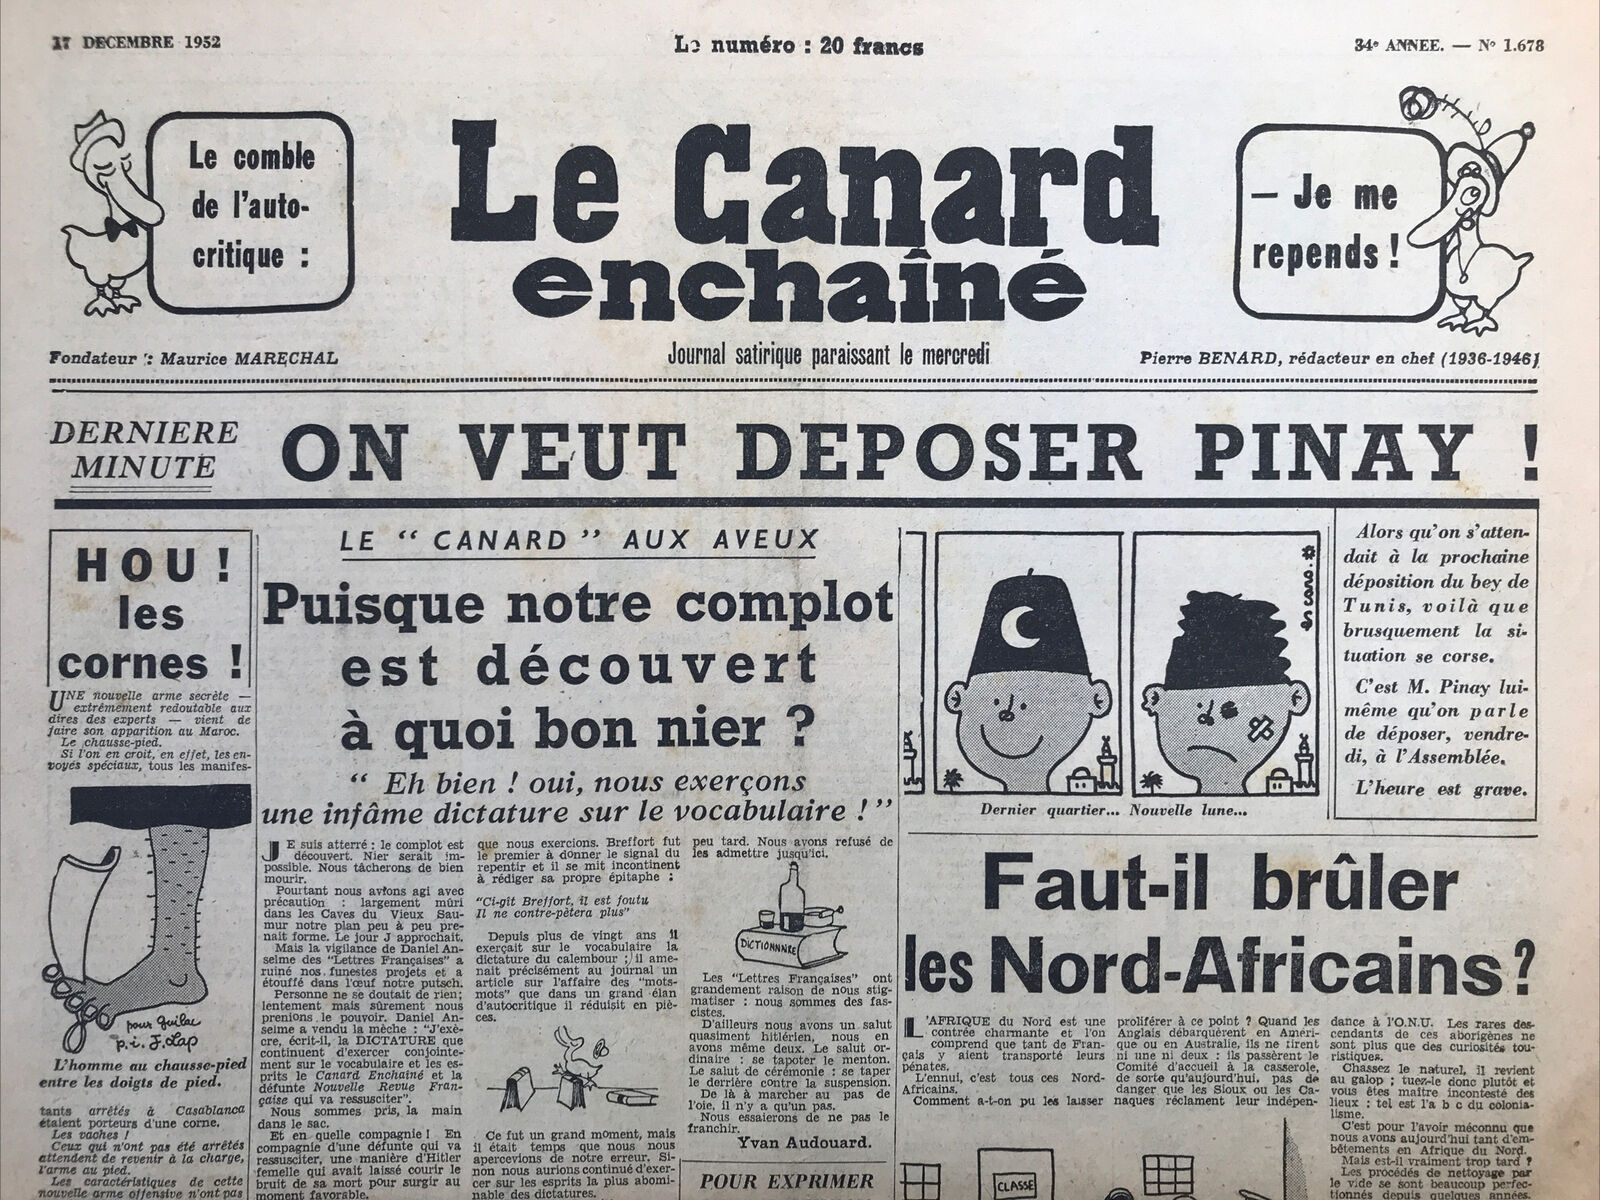 17 DECEMBRE 1952
Le numéro : 20 francs
34e ANNEE. — No 1.678
Le comble
de l'auto-
critique :
Le Canard
enchaîné
— Je me
repends !
Fondateur : Maurice MARECHAL
Journal satirique paraissant le mercredi
Pierre BENARD, rédacteur en chef (1936-1946)
DERNIERE
MINUTE
ON VEUT DEPOSER PINAY !
HOU !
les
cornes !
UNE nouvelle arme secrète —
extrêmement redoutable aux
dires des experts — vient de
faire son apparition au Maroc.
Le chausse-pied.
Si l'on en croit, en effet, les en-
voyés spéciaux, tous les manifes-
pour Guilac
p.i. J. Lap
L'homme au chausse-pied
entre les doigts de pied.
tants arrêtés à Casablanca
étaient porteurs d'une corne.
Les vaches !
Ceux qui n'ont pas été arrêtés
attendent de revenir à la charge,
l'arme au pied.
Les caractéristiques de cette
nouvelle arme offensive n'ont pas
LE " CANARD " AUX AVEUX
Puisque notre complot
est découvert
à quoi bon nier ?
" Eh bien ! oui, nous exerçons
une infâme dictature sur le vocabulaire ! "
JE suis atterré : le complot est
découvert. Nier serait im-
possible. Nous tâcherons de bien
mourir.
Pourtant nous avions agi avec
précaution : largement mûri
dans les Caves du Vieux Sau-
mur notre plan peu à peu pre-
nait forme. Le jour J approchait.
Mais la vigilance de Daniel An-
selme des "Lettres Françaises" a
ruiné nos funestes projets et a
étouffé dans l'œuf notre putsch.
Personne ne se doutait de rien ;
lentement mais sûrement nous
prenions le pouvoir. Daniel An-
selme a vendu la mèche : "J'exè-
cre, écrit-il, la DICTATURE que
continuent d'exercer conjointe-
ment sur le vocabulaire et les es-
prits le Canard Enchaîné et la
défunte Nouvelle Revue Fran-
çaise qui va ressusciter".
Nous sommes pris, la main
dans le sac.
Et en quelle compagnie ! En
compagnie d'une défunte qui va
ressusciter, une manière d'Hitler
femelle qui avait laissé courir le
bruit de sa mort pour surgir au
moment favorable.
que nous exercions. Breffort fut
le premier à donner le signal du
repentir et il se mit incontinent
à rédiger sa propre épitaphe :
"Ci-gît Breffort, il est foutu
Il ne contre-pètera plus"
Depuis plus de vingt ans il
exerçait sur le vocabulaire la
dictature du calembour ; il ame-
nait précisément au journal un
article sur l'affaire des "mots-
mots" que dans un grand élan
d'autocritique il réduisit en piè-
ces.
Ce fut un grand moment, mais
il était temps que nous nous
apercevions de notre erreur. Si-
non nous aurions continué d'exer-
cer sur les esprits la plus abomi-
nable des dictatures.
peu tard. Nous avons refusé de
les admettre jusqu'ici.
DICTIONNNRE
Les "Lettres Françaises" ont
grandement raison de nous stig-
matiser : nous sommes des fas-
cistes.
D'ailleurs nous avons un salut
quasiment hitlérien, nous en
avons même deux. Le salut or-
dinaire : se tapoter le menton.
Le salut de cérémonie : se taper
le derrière contre la suspension.
De là à marcher au pas de
l'oie, il n'y a qu'un pas.
Nous essaierons de ne pas le
franchir.
Yvan Audouard.
POUR EXPRIMER
Dernier quartier... Nouvelle lune...
Alors qu'on s'atten-
dait à la prochaine
déposition du bey de
Tunis, voilà que
brusquement la si-
tuation se corse.
C'est M. Pinay lui-
même qu'on parle
de déposer, vendre-
di, à l'Assemblée.
L'heure est grave.
Faut-il brûler
les Nord-Africains ?
L'AFRIQUE du Nord est une
contrée charmante et l'on
comprend que tant de Fran-
çais y aient transporté leurs
pénates.
L'ennui, c'est tous ces Nord-
Africains.
Comment a-t-on pu les laisser
proliférer à ce point ? Quand les
Anglais débarquèrent en Améri-
que ou en Australie, ils ne firent
ni une ni deux : ils passèrent le
Comité d'accueil à la casserole,
de sorte qu'aujourd'hui, pas de
danger que les Sioux ou les Ca-
naques réclament leur indépen-
CLASSE
dance à l'O.N.U. Les rares des-
cendants de ces aborigènes ne
sont plus que des curiosités tou-
ristiques.
Chassez le naturel, il revient
au galop ; tuez-le donc plutôt et
vous êtes maître incontesté des
lieux : tel est l'a b c du colonia-
lisme.
C'est pour l'avoir méconnu que
nous avons aujourd'hui tant d'em-
bêtements en Afrique du Nord.
Mais est-il vraiment trop tard ?
Les procédés de nettoyage par
le vide se sont beaucoup perfec-
tionnés depuis quelques années